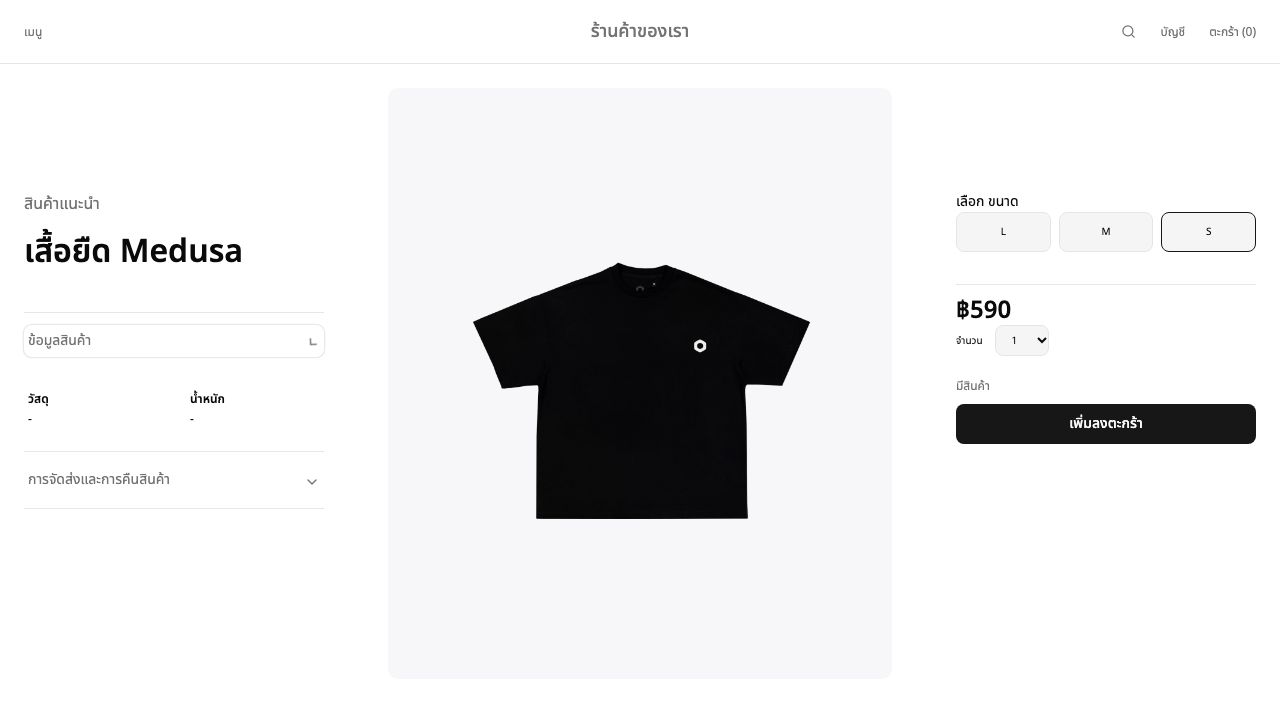 เมนู
ร้านค้าของเรา
บัญชี
ตะกร้า (0)
สินค้าแนะนำ
เสื้อยืด Medusa
ข้อมูลสินค้า
วัสดุ
น้ำหนัก
-
-
การจัดส่งและการคืนสินค้า
เลือก ขนาด
L
M
S
฿590
จำนวน
1
มีสินค้า
เพิ่มลงตะกร้า